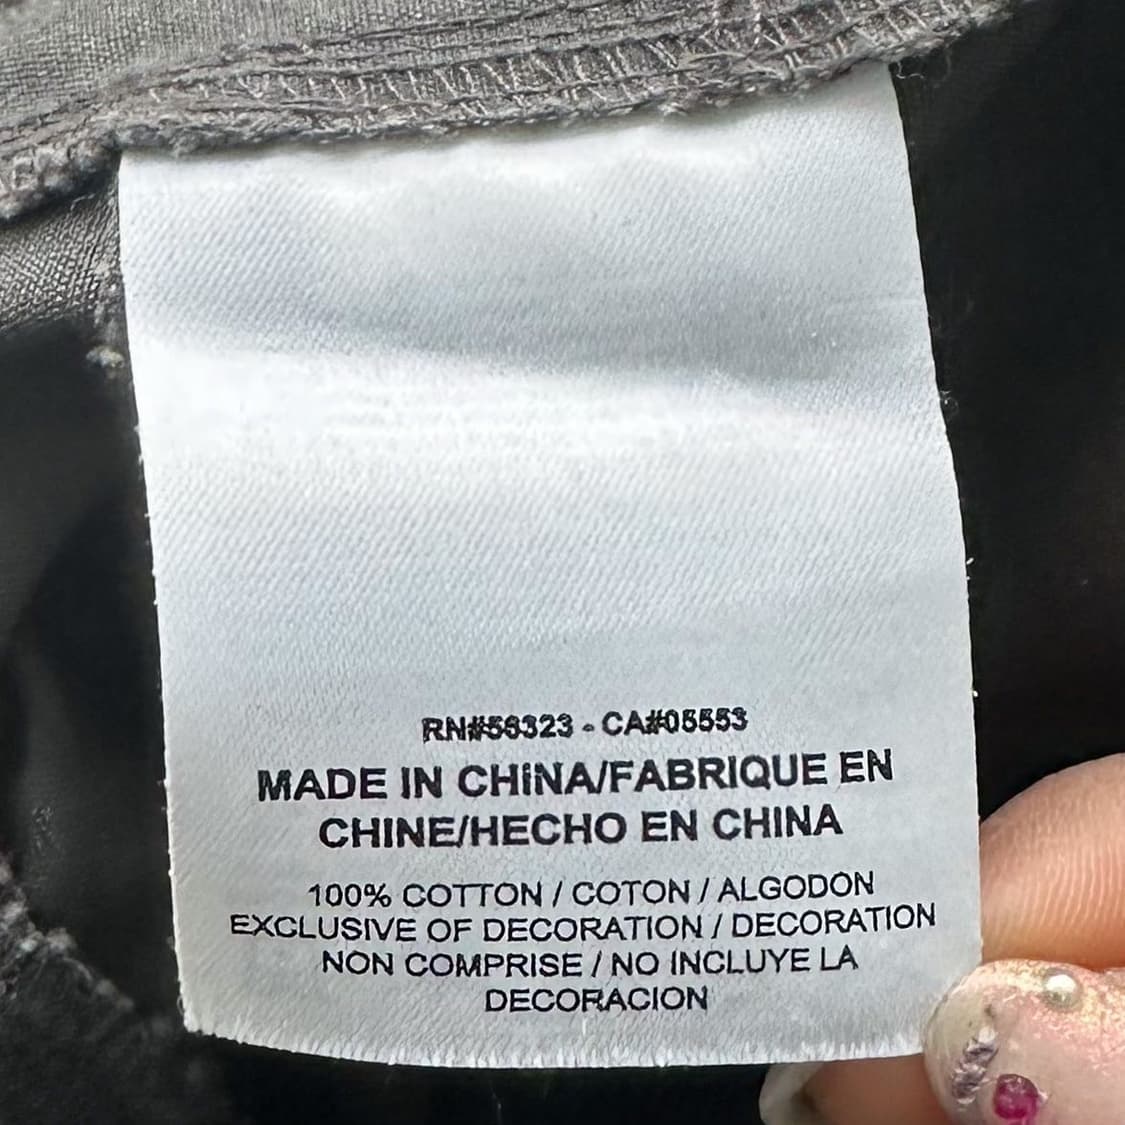 RN#56323 - CA#05553
MADE IN CHINA/FABRIQUE EN
CHINE/HECHO EN CHINA
100% COTTON / COTON / ALGODON
EXCLUSIVE OF DECORATION / DECORATION
NON COMPRISE / NO INCLUYE LA
DECORACION